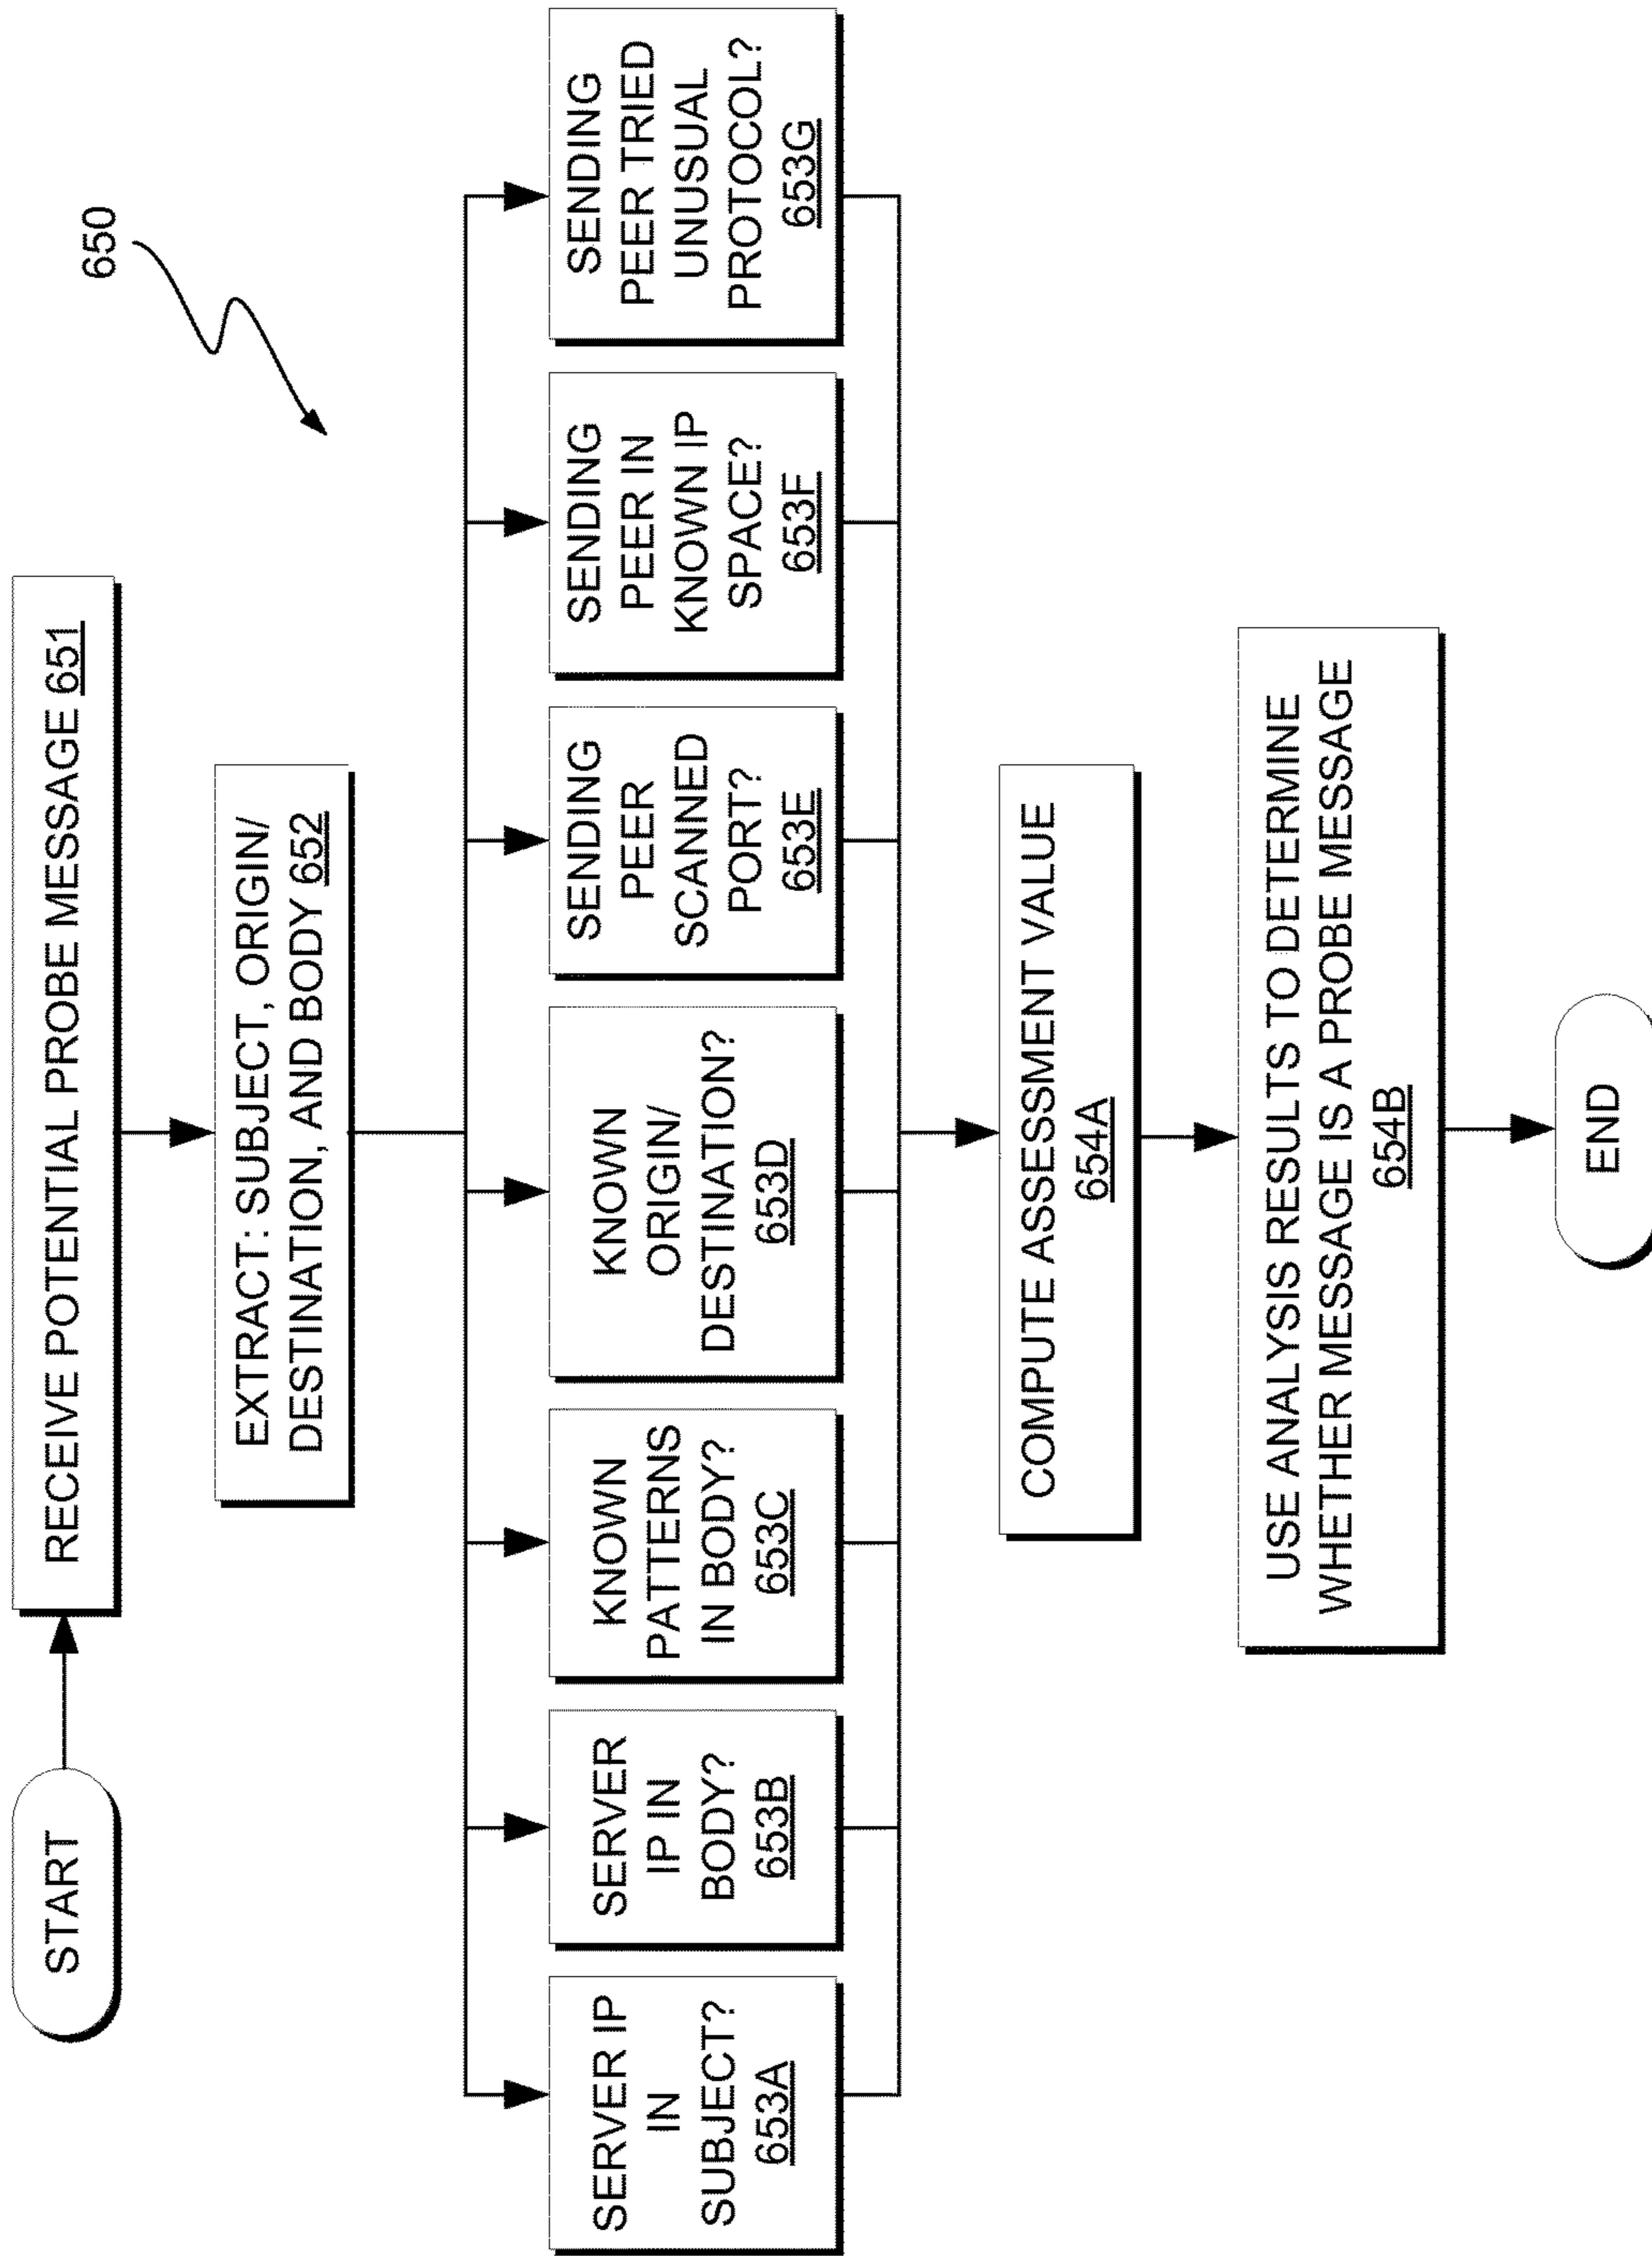 650
START
RECEIVE POTENTIAL PROBE MESSAGE 651
EXTRACT: SUBJECT, ORIGIN/
DESTINATION, AND BODY 652
SERVER IP
IN
SUBJECT?
653A
SERVER
IP IN
BODY?
653B
KNOWN
PATTERNS
IN BODY?
653C
KNOWN
ORIGIN/
DESTINATION?
653D
SENDING
PEER
SCANNED
PORT?
653E
SENDING
PEER IN
KNOWN IP
SPACE?
653F
SENDING
PEER TRIED
UNUSUAL
PROTOCOL?
653G
COMPUTE ASSESSMENT VALUE
654A
USE ANALYSIS RESULTS TO DETERMINE
WHETHER MESSAGE IS A PROBE MESSAGE
654B
END